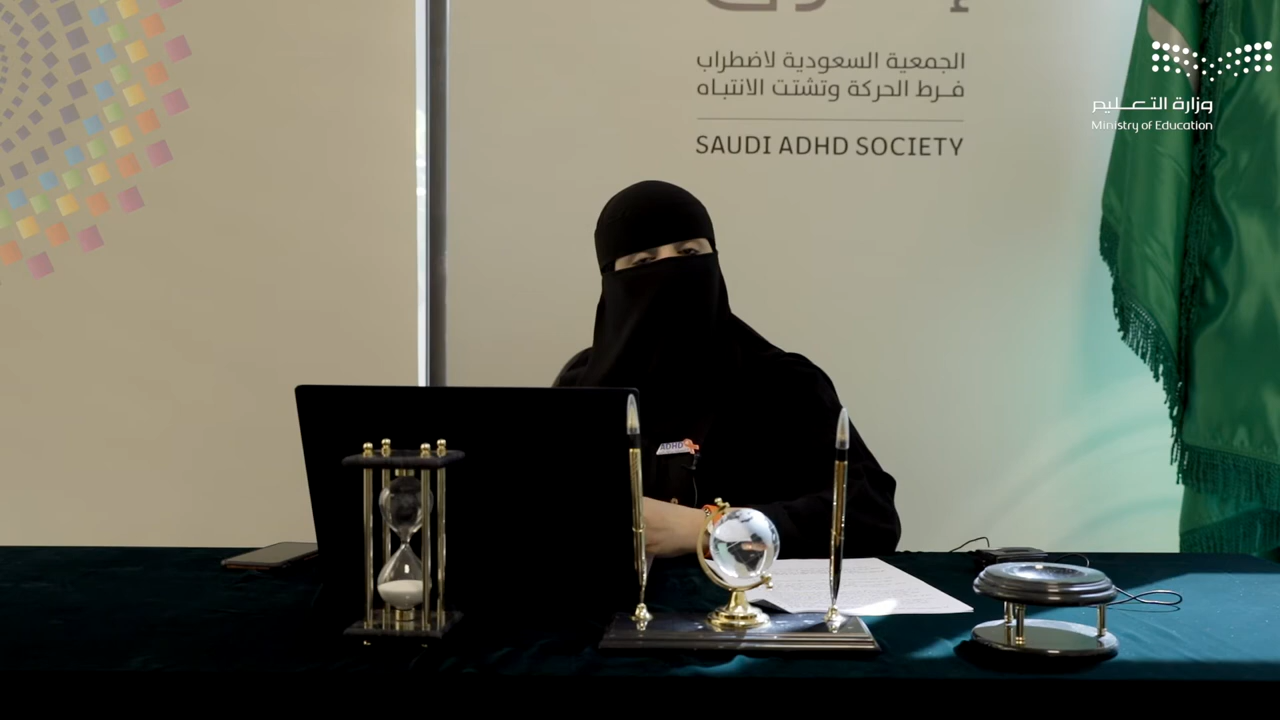 الجمعية السعودية لاضطراب
فرط الحركة وتشتت الانتباه
SAUDI ADHD SOCIETY
وزارة التعليم
Ministry of Education
ADHD